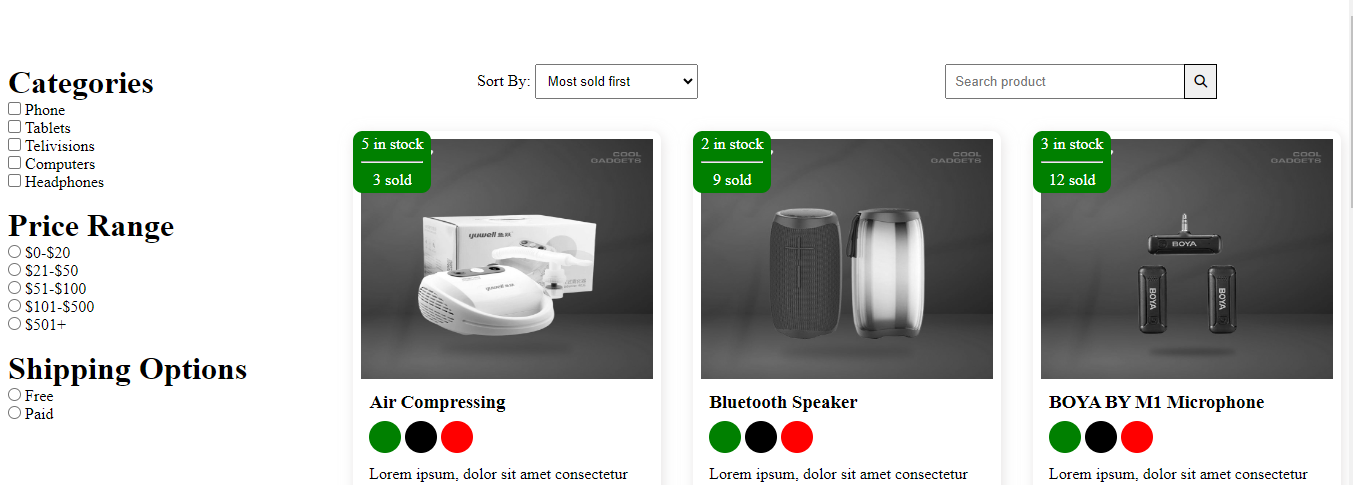 Categories
Phone
Tablets
Telivisions
Computers
Headphones
Price Range
$0-$20
$21-$50
$51-$100
$101-$500
$501+
Shipping Options
Free
Paid
Sort By: Most sold first
Search product
5 in stock
3 sold
COOL
GADGETS
yuwell
yuwell
Air Compressing
Lorem ipsum, dolor sit amet consectetur
2 in stock
9 sold
COOL
GADGETS
Bluetooth Speaker
Lorem ipsum, dolor sit amet consectetur
3 in stock
12 sold
COOL
GADGETS
BOYA
BOYA
BOYA
BOYA BY M1 Microphone
Lorem ipsum, dolor sit amet consectetur